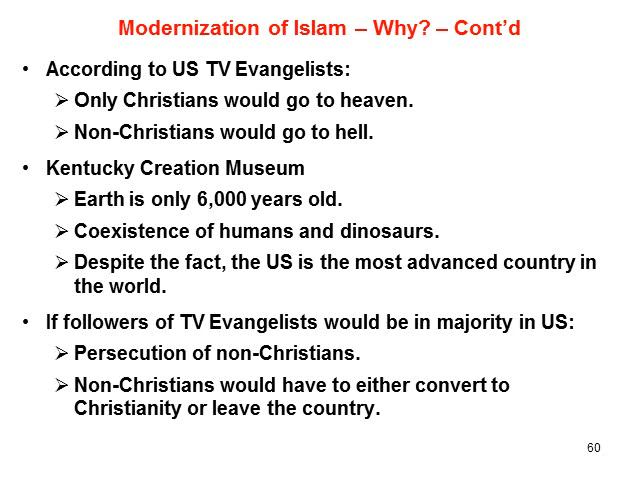 Modernization of Islam – Why? – Cont’d
• According to US TV Evangelists:
➢ Only Christians would go to heaven.
➢ Non-Christians would go to hell.
• Kentucky Creation Museum
➢ Earth is only 6,000 years old.
➢ Coexistence of humans and dinosaurs.
➢ Despite the fact, the US is the most advanced country in
the world.
• If followers of TV Evangelists would be in majority in US:
➢ Persecution of non-Christians.
➢ Non-Christians would have to either convert to
Christianity or leave the country.
60